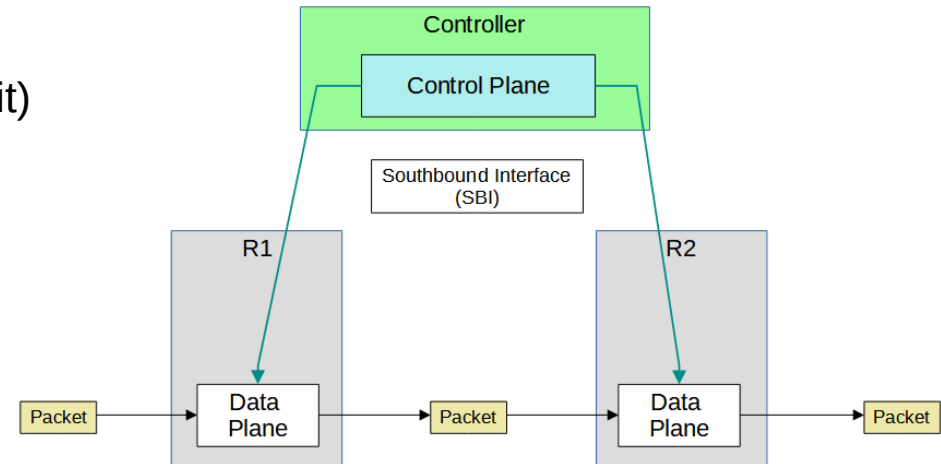 Controller
it)
Control Plane
Southbound Interface
(SBI)
R1
R2
Packet
Data
Plane
Packet
Data
Plane
Packet